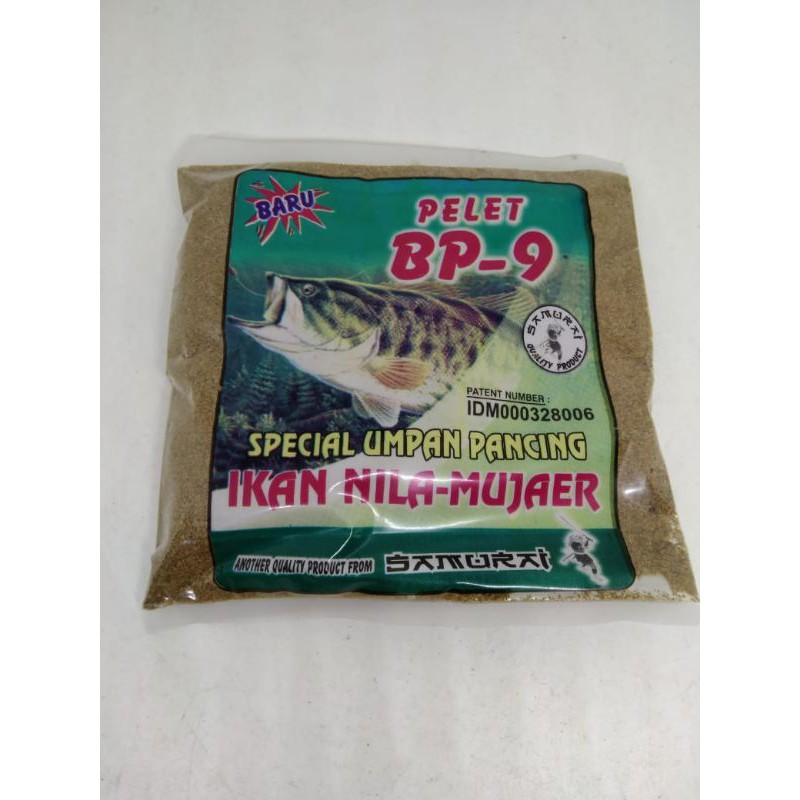 BARU
PELET
BP-9
SAMURAI
QUALITY PRODUCT
PATENT NUMBER :
IDM000328006
SPECIAL UMPAN PANCING
IKAN NILA-MUJAER
ANOTHER QUALITY PRODUCT FROM SAMURAI